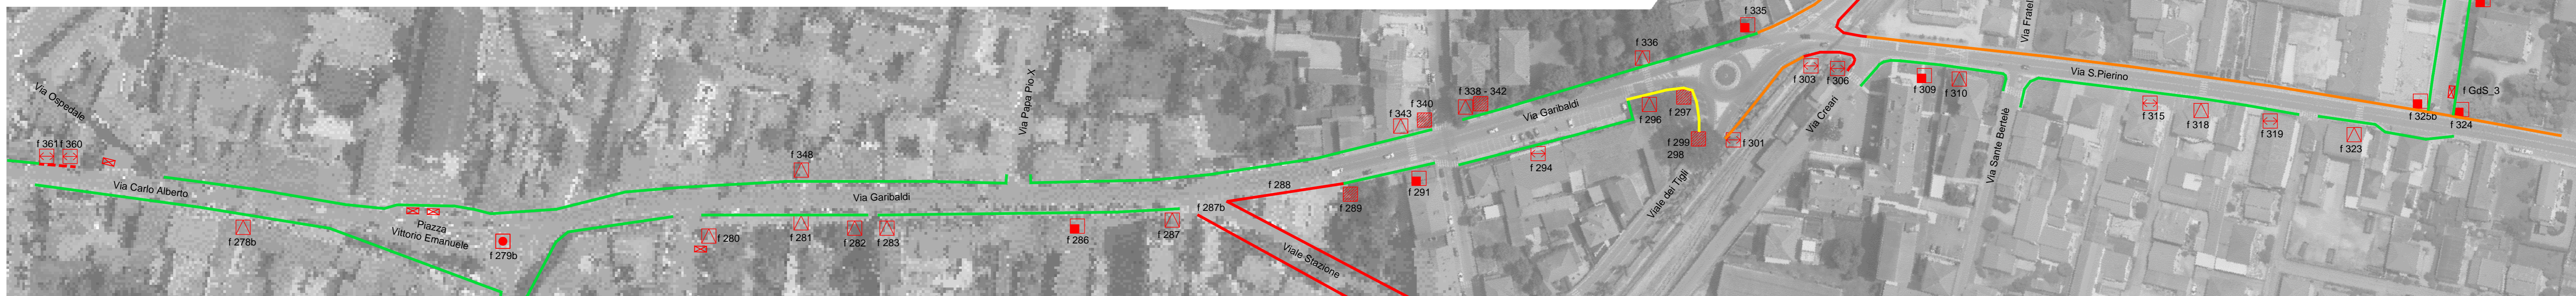 f 335
Via Fratel
f 336
Via S.Pierino
f 303
f 306
f 309
f 310
f GdS_3
f 338 - 342
f 340
f 343
Via Garibaldi
f 296
f 297
f 299
298
f 301
Via Creari
Via Sante Bertelè
f 315
f 318
f 319
f 323
f 325b
f 324
Via Ospedale
f 361
f 360
Via Papa Pio X
f 348
Via Carlo Alberto
Via Garibaldi
f 288
f 289
f 291
f 294
Viale dei Tigli
f 278b
Piazza
Vittorio Emanuele
f 279b
f 280
f 281
f 282
f 283
f 286
f 287
f 287b
Viale Stazione